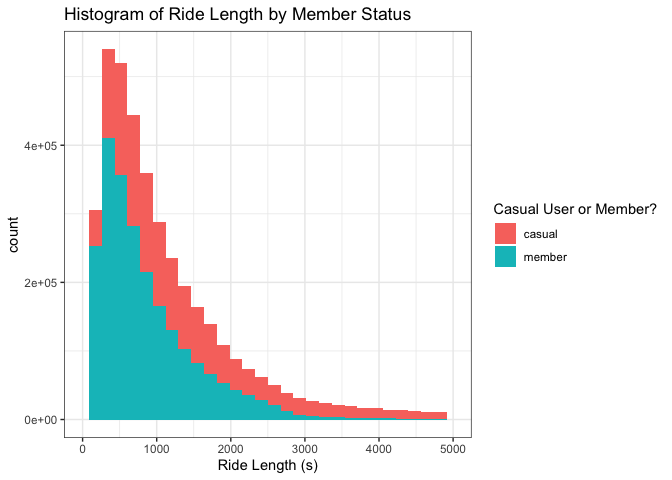 Histogram of Ride Length by Member Status
count
4e+05
2e+05
0e+00
0
1000
2000
3000
4000
5000
Ride Length (s)
Casual User or Member?
casual
member